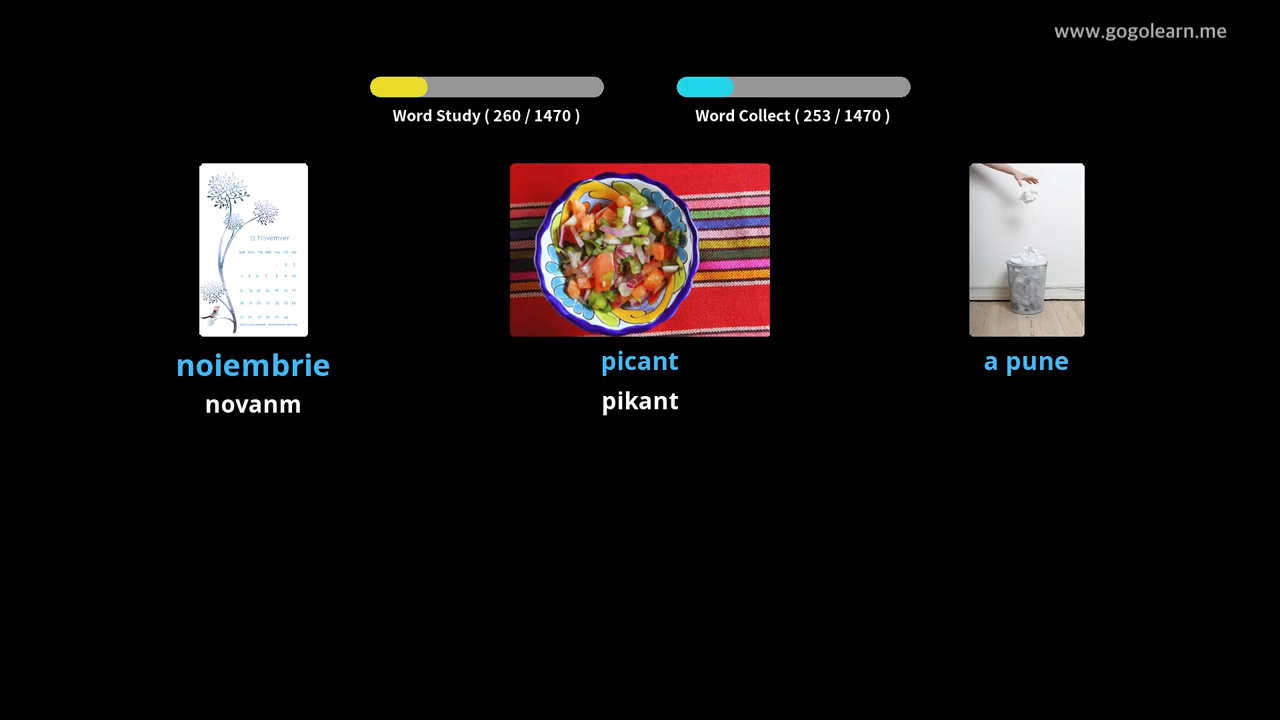 www.gogolearn.me
Word Study ( 260 / 1470 )
Word Collect ( 253 / 1470 )
noiembrie
novanm
picant
pikant
a pune